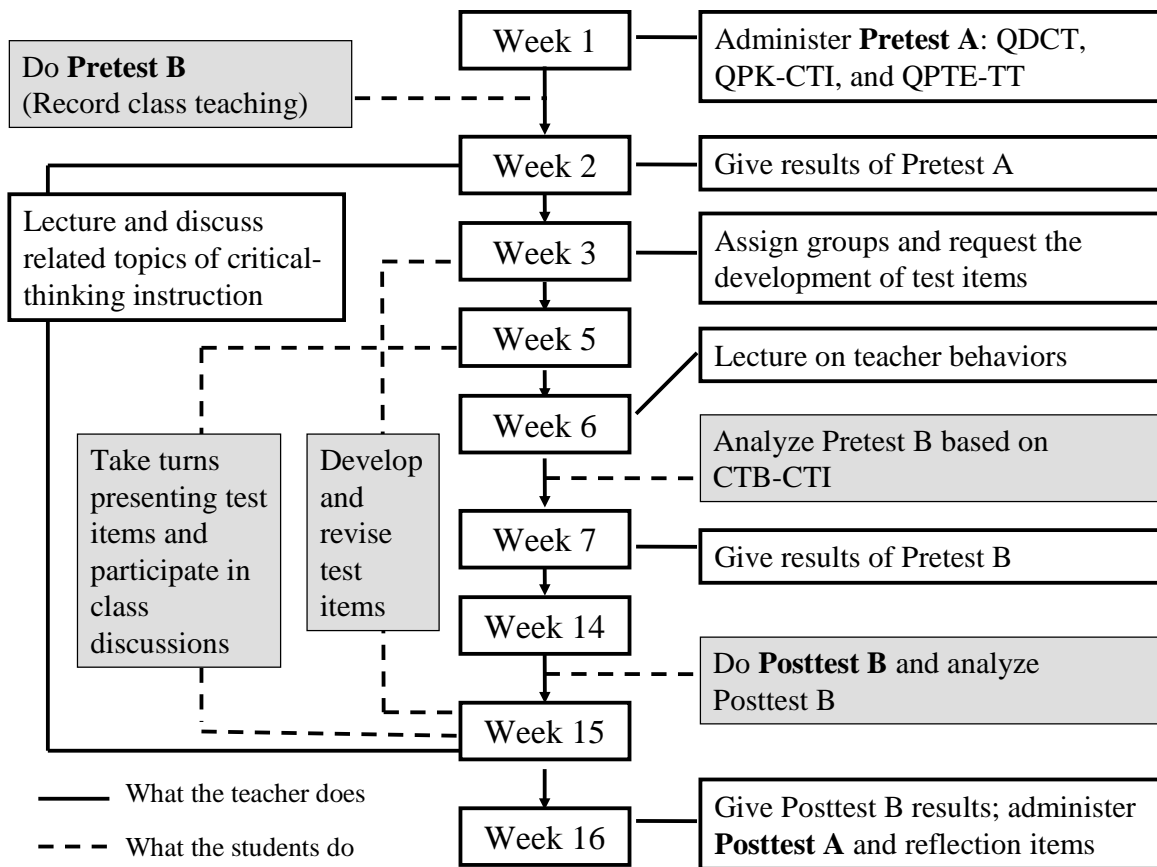 Week 1
Administer Pretest A: QDCT,
QPK-CTI, and QPTE-TT
Do Pretest B
(Record class teaching)
Week 2
Give results of Pretest A
Lecture and discuss
related topics of critical-
thinking instruction
Week 3
Assign groups and request the
development of test items
Week 5
Week 6
Lecture on teacher behaviors
Take turns
presenting test
items and
participate in
class
discussions
Develop
and
revise
test
items
Analyze Pretest B based on
CTB-CTI
Week 7
Give results of Pretest B
Week 14
Do Posttest B and analyze
Posttest B
Week 15
Week 16
Give Posttest B results; administer
Posttest A and reflection items
What the teacher does
What the students do